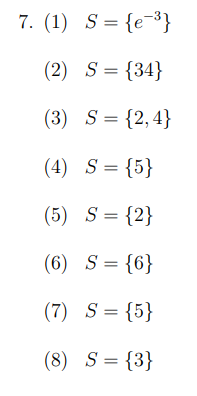 7. (1) S = {e⁻³}
(2) S = {34}
(3) S = {2, 4}
(4) S = {5}
(5) S = {2}
(6) S = {6}
(7) S = {5}
(8) S = {3}